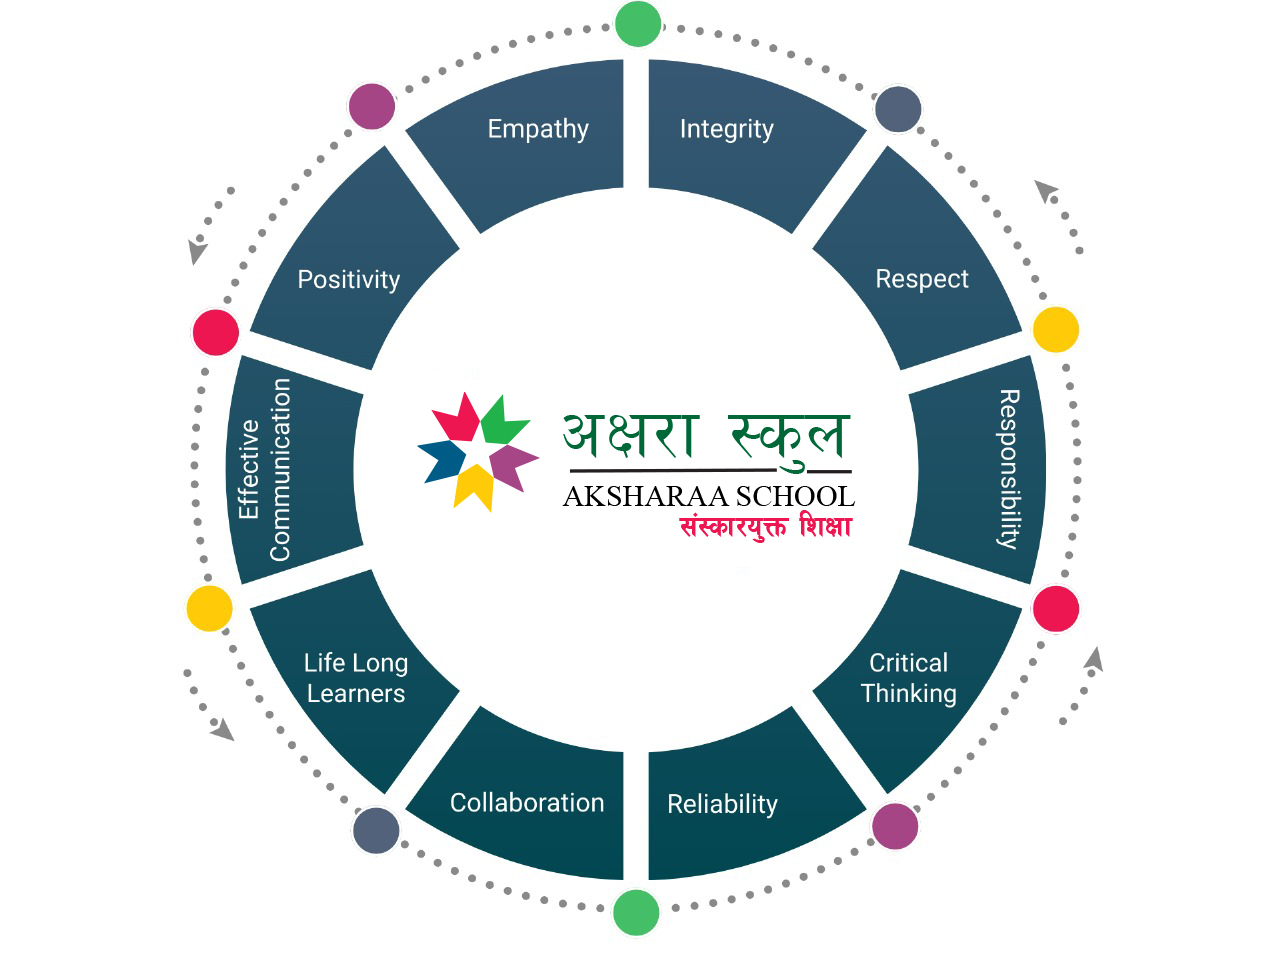 Empathy
Integrity
Positivity
Respect
Effective
Communication
Responsibility
अक्षरा स्कुल
AKSHARAA SCHOOL
संस्कारयुक्त शिक्षा
Life Long
Learners
Critical
Thinking
Collaboration
Reliability